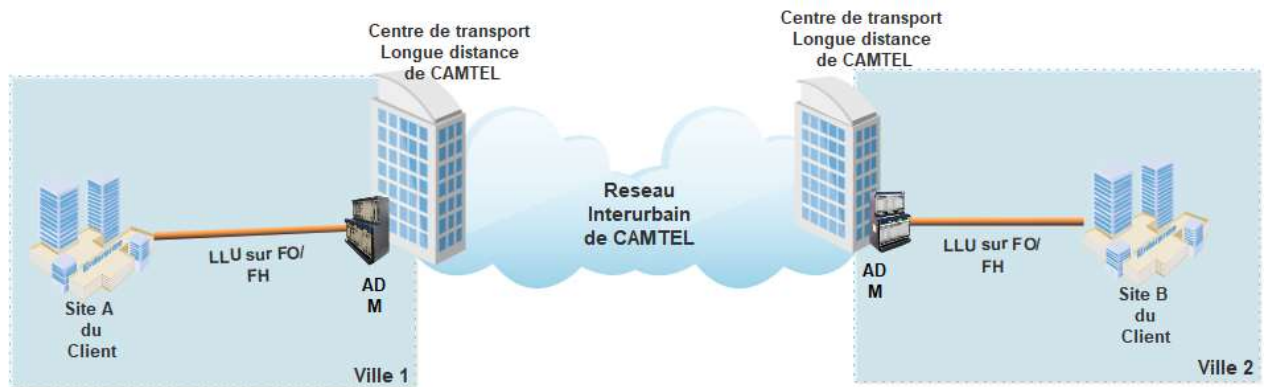 Centre de transport
Longue distance
de CAMTEL
Centre de transport
Longue distance
de CAMTEL
Reseau
Interurbain
de CAMTEL
LLU sur FO/
FH
AD
M
Site A
du
Client
Ville 1
LLU sur FO/
FH
AD
M
Site B
du
Client
Ville 2